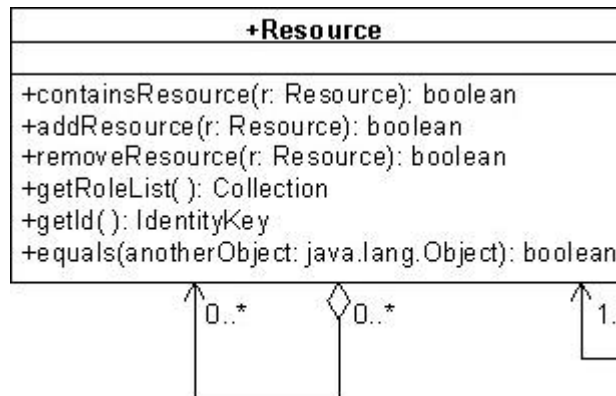 +Resource
+containsResource(r: Resource): boolean
+addResource(r: Resource): boolean
+removeResource(r: Resource): boolean
+getRoleList( ): Collection
+getId( ): IdentityKey
+equals(anotherObject: java.lang.Object): boolean
0..* 0..* 1.